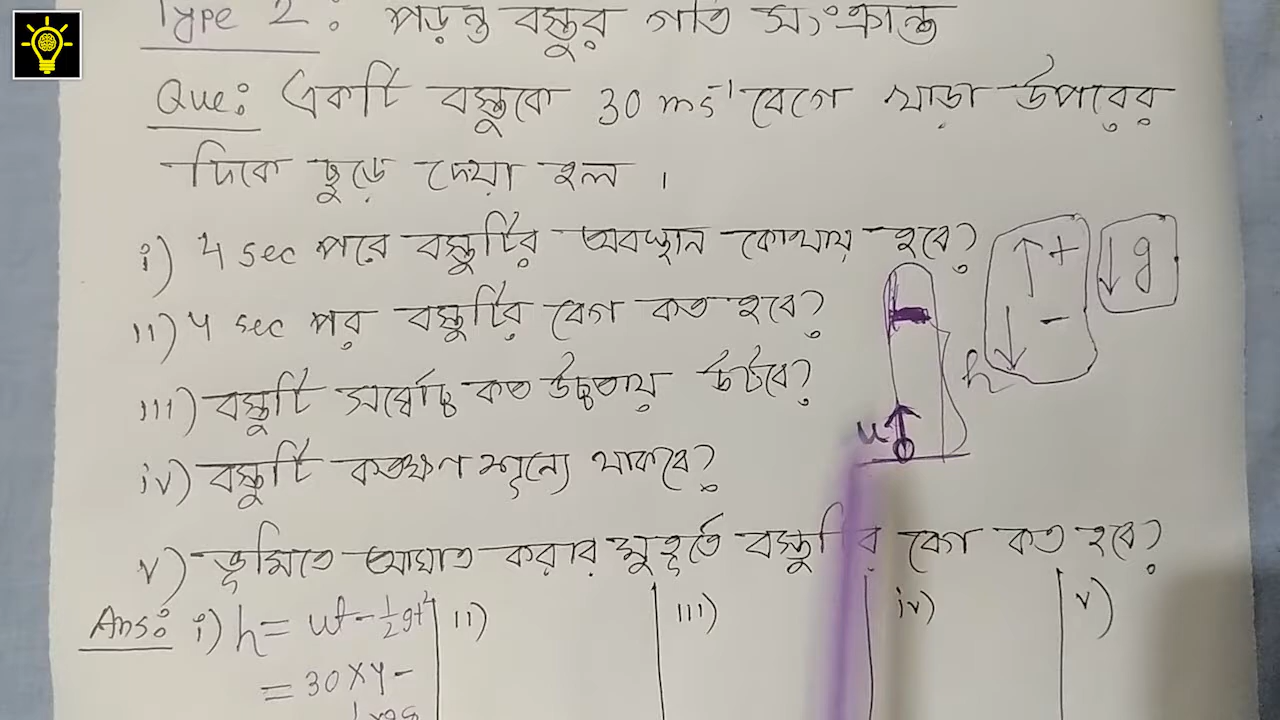 Type 2: পড়ন্ত বস্তুর গতি সংক্রান্ত
Que: একটি বস্তুকে 30 ms⁻¹ বেগে খাড়া উপরের
দিকে ছুড়ে দেয়া হল ।
i) 4 sec পরে বস্তুটির অবস্থান কোথায় হবে?
ii) 4 sec পর বস্তুটির বেগ কত হবে?
iii) বস্তুটি সর্বোচ্চ কত উচ্চতায় উঠবে?
iv) বস্তুটি কতক্ষণ শূন্যে থাকবে?
v) ভূমিতে আঘাত করার মুহূর্তে বস্তুটির বেগ কত হবে?
↑ + ↓ g
↓ −
h
u
Ans: i) h = ut − ½gt² ii) iii) iv) v)
= 30 × 4 −